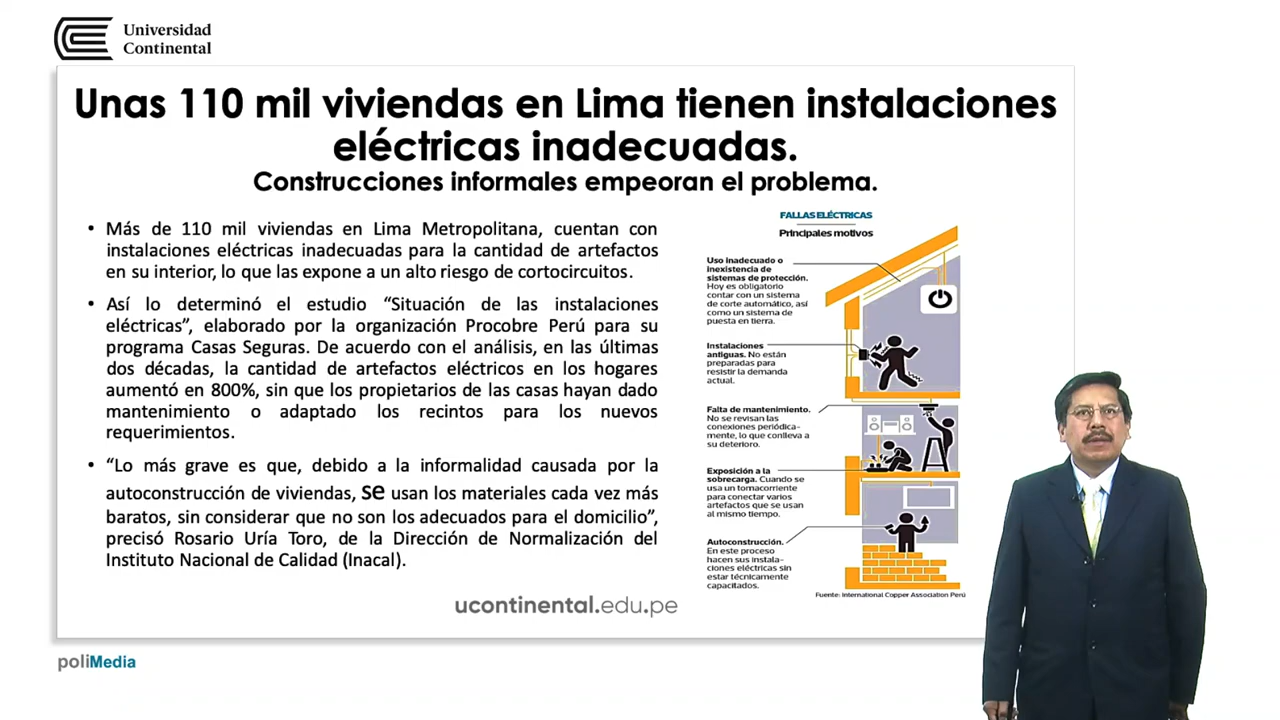 Universidad
Continental
Unas 110 mil viviendas en Lima tienen instalaciones
eléctricas inadecuadas.
Construcciones informales empeoran el problema.
• Más de 110 mil viviendas en Lima Metropolitana, cuentan con
instalaciones eléctricas inadecuadas para la cantidad de artefactos
en su interior, lo que las expone a un alto riesgo de cortocircuitos.
• Así lo determinó el estudio “Situación de las instalaciones
eléctricas”, elaborado por la organización Procobre Perú para su
programa Casas Seguras. De acuerdo con el análisis, en las últimas
dos décadas, la cantidad de artefactos eléctricos en los hogares
aumentó en 800%, sin que los propietarios de las casas hayan dado
mantenimiento o adaptado los recintos para los nuevos
requerimientos.
• “Lo más grave es que, debido a la informalidad causada por la
autoconstrucción de viviendas, se usan los materiales cada vez más
baratos, sin considerar que no son los adecuados para el domicilio”,
precisó Rosario Uría Toro, de la Dirección de Normalización del
Instituto Nacional de Calidad (Inacal).
FALLAS ELÉCTRICAS
Principales motivos
Uso inadecuado o
inexistencia de
sistemas de protección.
Hoy es obligatorio
contar con un sistema
de corte automático, así
como un sistema de
puesta en tierra.
Instalaciones
antiguas. No están
preparadas para
resistir la demanda
actual.
Falta de mantenimiento.
No se revisan las
conexiones periódica-
mente, lo que conlleva a
su deterioro.
Exposición a la
sobrecarga. Cuando se
usa un tomacorriente
para conectar varios
artefactos que se usan
al mismo tiempo.
Autoconstrucción.
En este proceso
hacen sus instala-
ciones eléctricas sin
estar técnicamente
capacitados.
Fuente: International Copper Association Perú
ucontinental.edu.pe
poliMedia